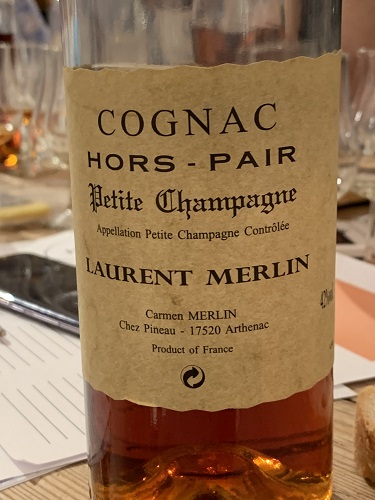 COGNAC
HORS - PAIR
Petite Champagne
Appellation Petite Champagne Contrôlée
LAURENT MERLIN
Carmen MERLIN
Chez Pineau - 17520 Arthenac
Product of France